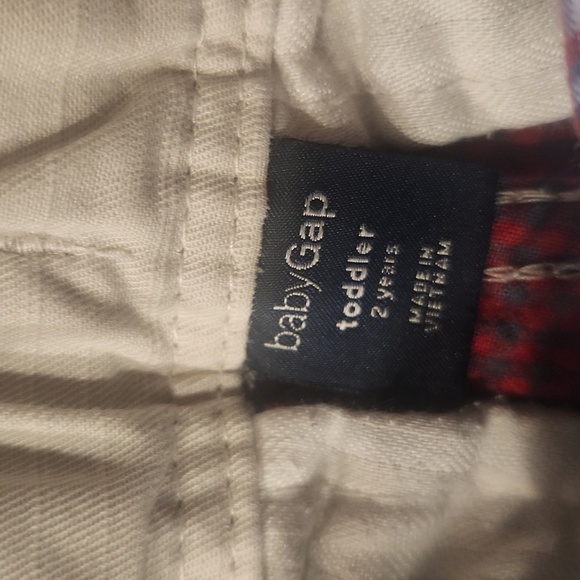 babyGap
toddler
2 years
MADE IN
VIETNAM